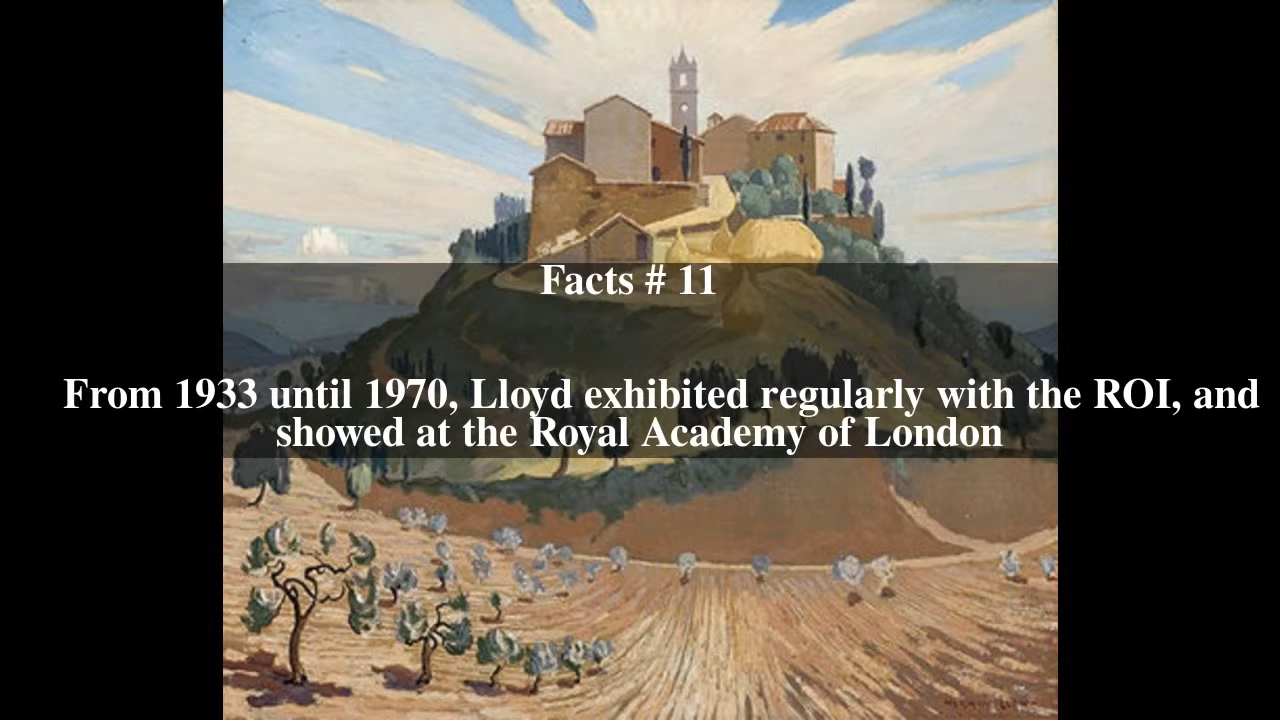 Facts # 11
From 1933 until 1970, Lloyd exhibited regularly with the ROI, and
showed at the Royal Academy of London